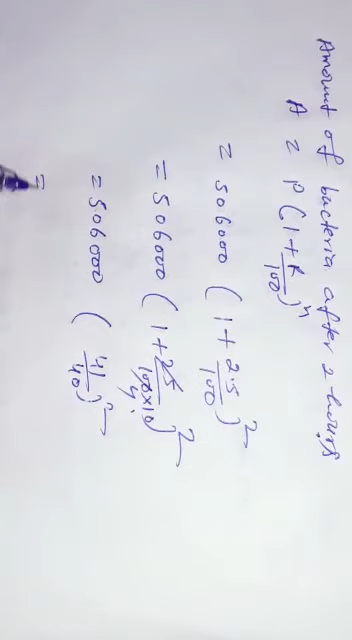 Amount of bacteria after 2 hours
A = P(1+R/100)^n
= 506000 (1+2.5/100)^2
= 506000 (1+25/100×10)^2
4
= 506000 (41/40)^2
=